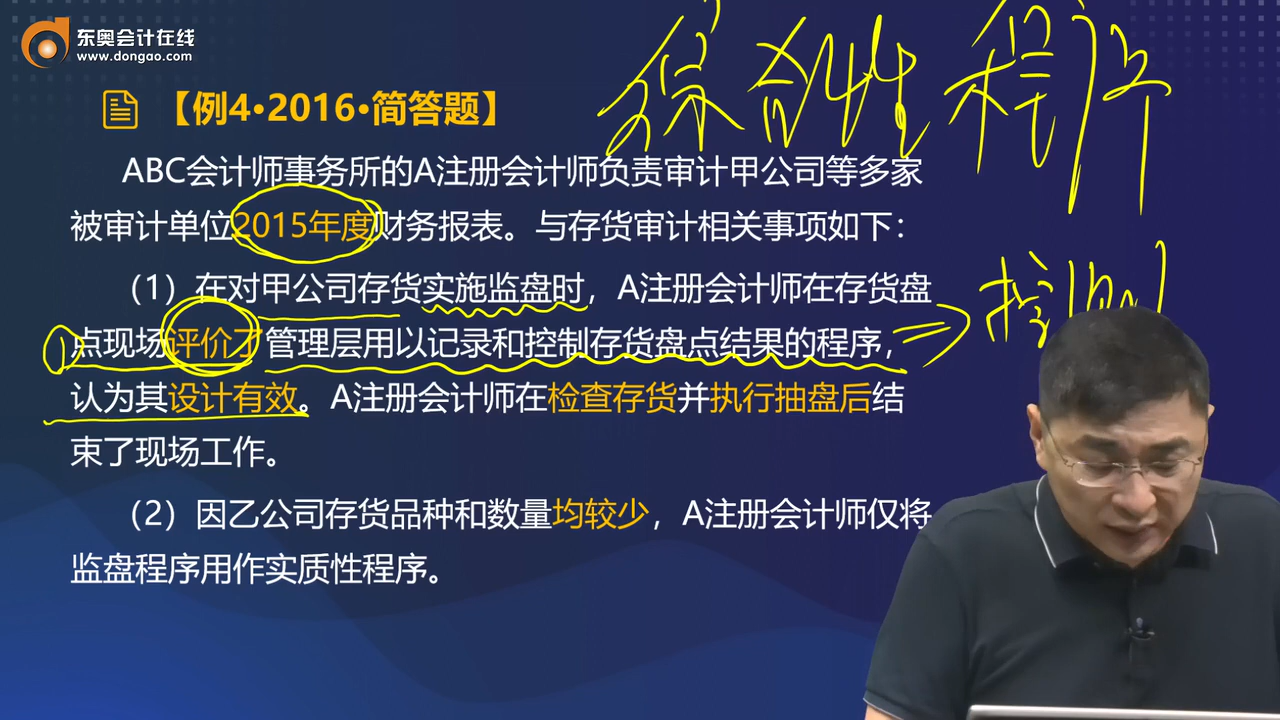 东奥会计在线
www.dongao.com
综合性程序
【例4·2016·简答题】
ABC会计师事务所的A注册会计师负责审计甲公司等多家
被审计单位2015年度财务报表。与存货审计相关事项如下：
（1）在对甲公司存货实施监盘时，A注册会计师在存货盘
①点现场评价了管理层用以记录和控制存货盘点结果的程序，
认为其设计有效。A注册会计师在检查存货并执行抽盘后结
束了现场工作。
（2）因乙公司存货品种和数量均较少，A注册会计师仅将
监盘程序用作实质性程序。